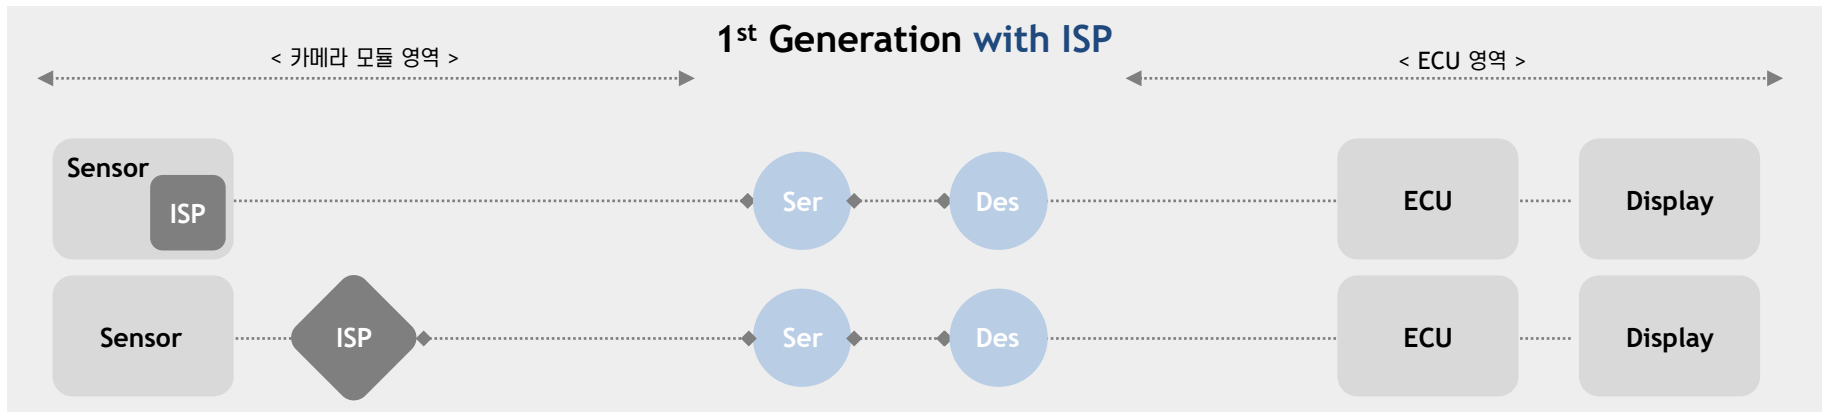 1st Generation with ISP
< 카메라 모듈 영역 >
< ECU 영역 >
Sensor
ISP
Ser
Des
ECU
Display
Sensor
ISP
Ser
Des
ECU
Display